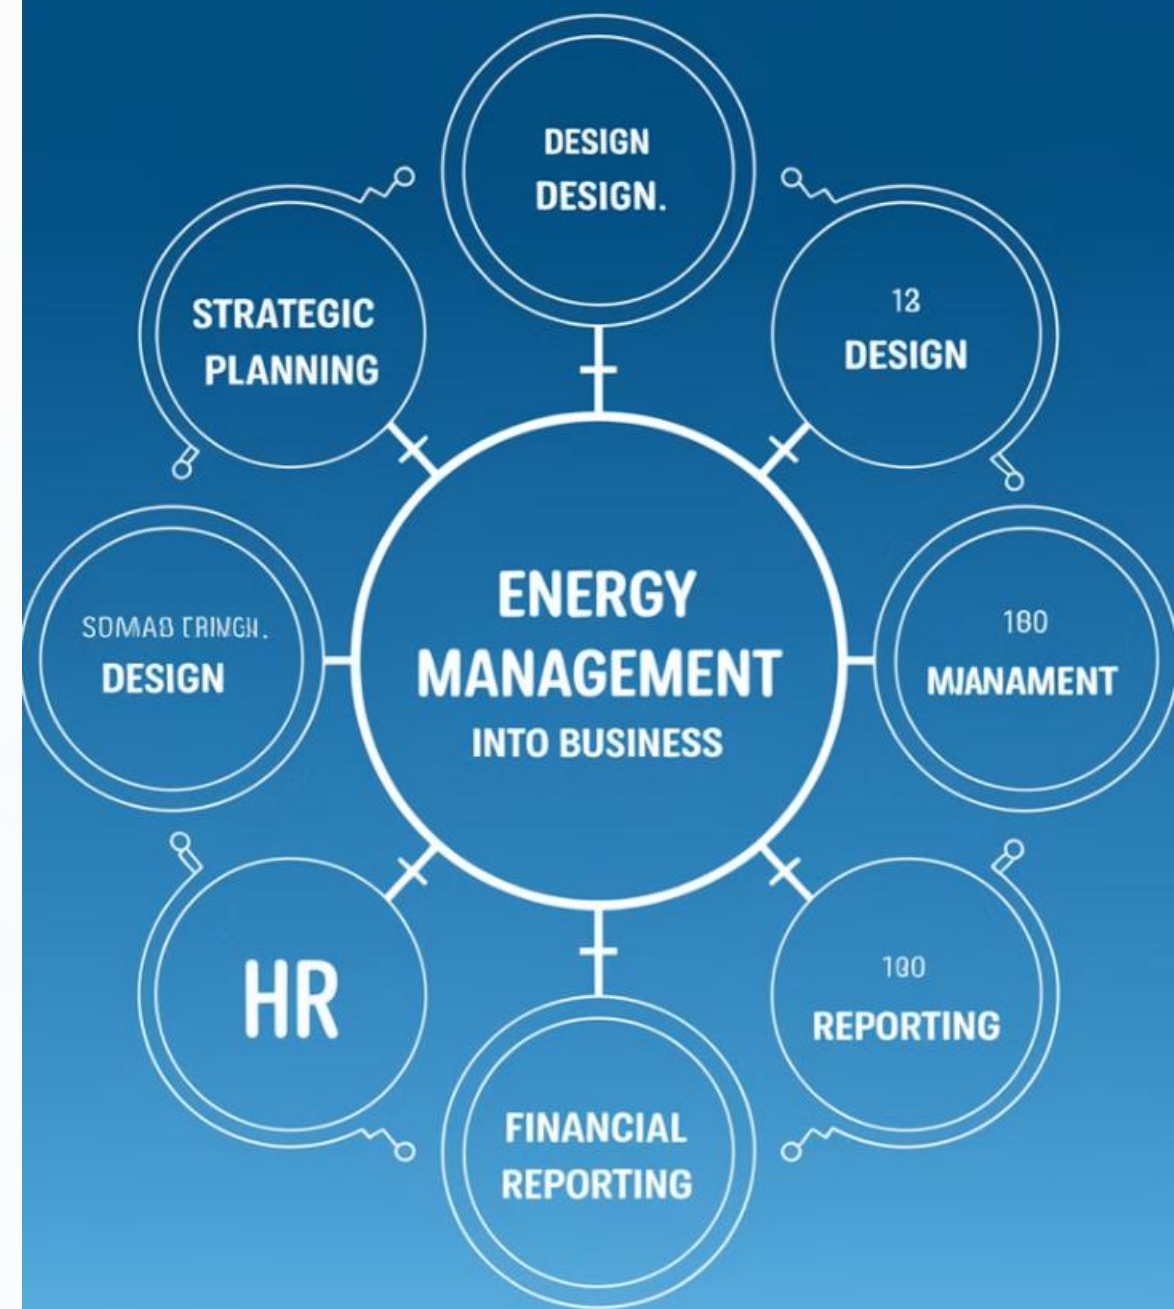 DESIGN
DESIGN.
STRATEGIC
PLANNING
DESIGN
ENERGY
MANAGEMENT
INTO BUSINESS
DESIGN
MJANAMENT
HR
REPORTING
FINANCIAL
REPORTING